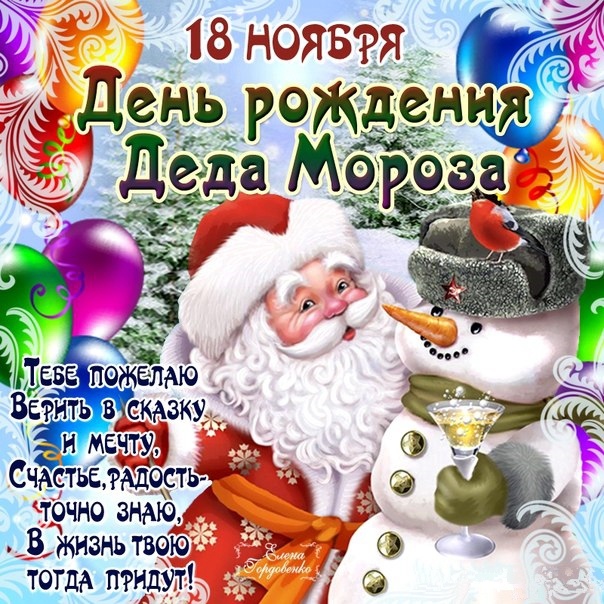 18 НОЯБРЯ
День рождения
Деда Мороза
Тебе пожелаю
Верить в сказку
и мечту,
Счастье, радость-
точно знаю,
В жизнь твою
тогда придут!
Елена
Гордовенко